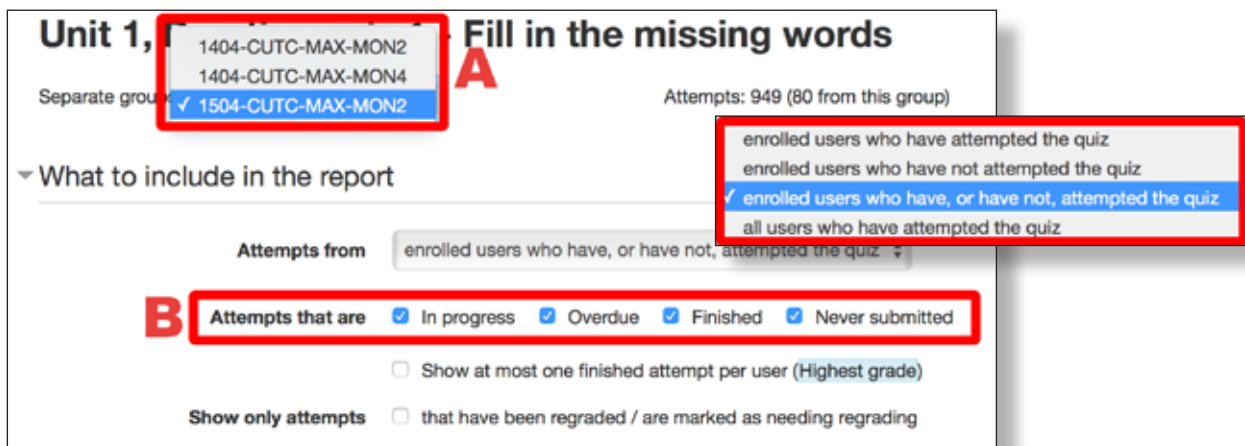 Unit 1, - Fill in the missing words
1404-CUTC-MAX-MON2
1404-CUTC-MAX-MON4
✓ 1504-CUTC-MAX-MON2
A
Separate
Attempts: 949 (80 from this group)
enrolled users who have attempted the quiz
enrolled users who have not attempted the quiz
✓ enrolled users who have, or have not, attempted the quiz
all users who have attempted the quiz
What to include in the report
Attempts from enrolled users who have, or have not, attempted the quiz
B Attempts that are In progress Overdue Finished Never submitted
Show at most one finished attempt per user (Highest grade)
Show only attempts that have been regraded / are marked as needing regrading